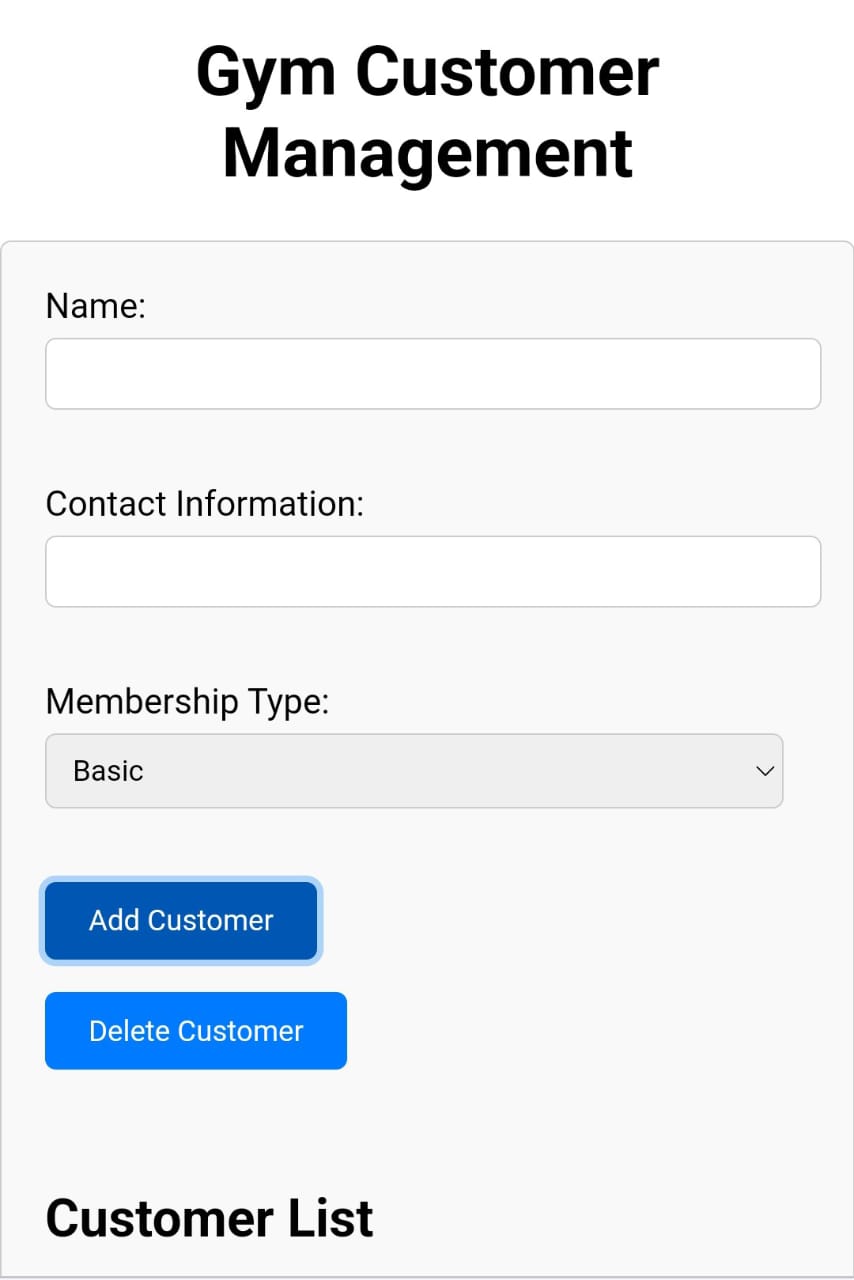 Gym Customer
Management
Name:
Contact Information:
Membership Type:
Basic
Add Customer
Delete Customer
Customer List